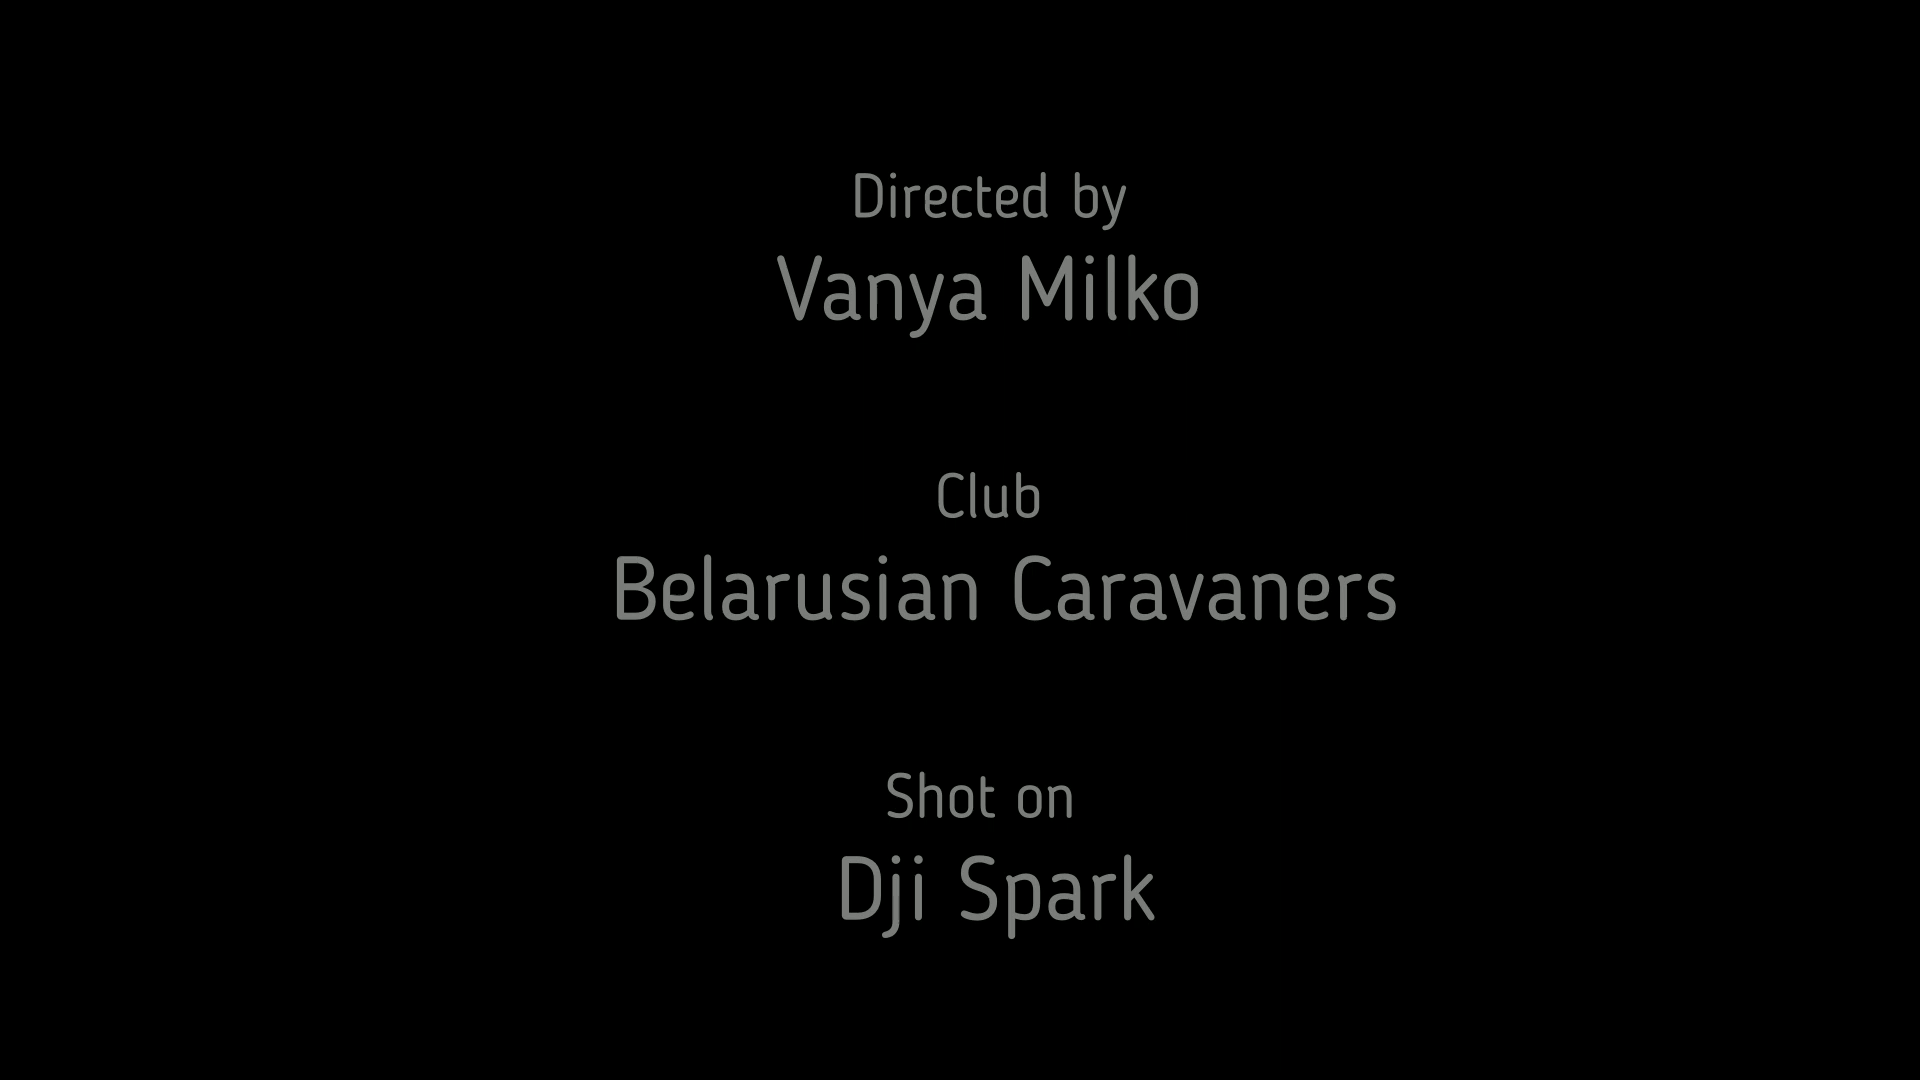 Directed by
Vanya Milko
Club
Belarusian Caravaners
Shot on
Dji Spark